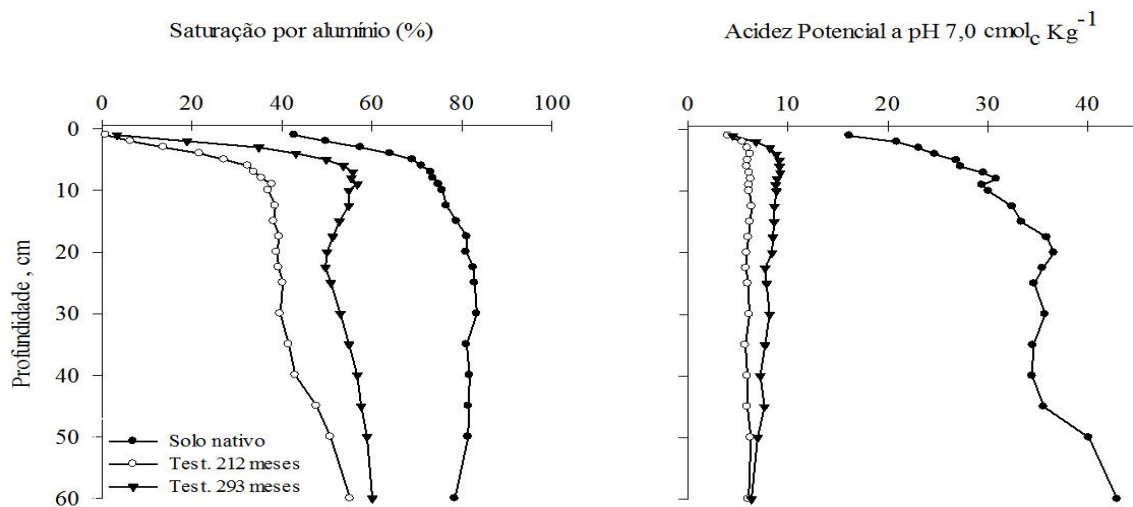 Saturação por alumínio (%)
0 20 40 60 80 100
Profundidade , cm
0
10
20
30
40
50
60
Solo nativo
Test. 212 meses
Test. 293 meses
Acidez Potencial a pH 7,0 cmolc Kg-1
0 10 20 30 40